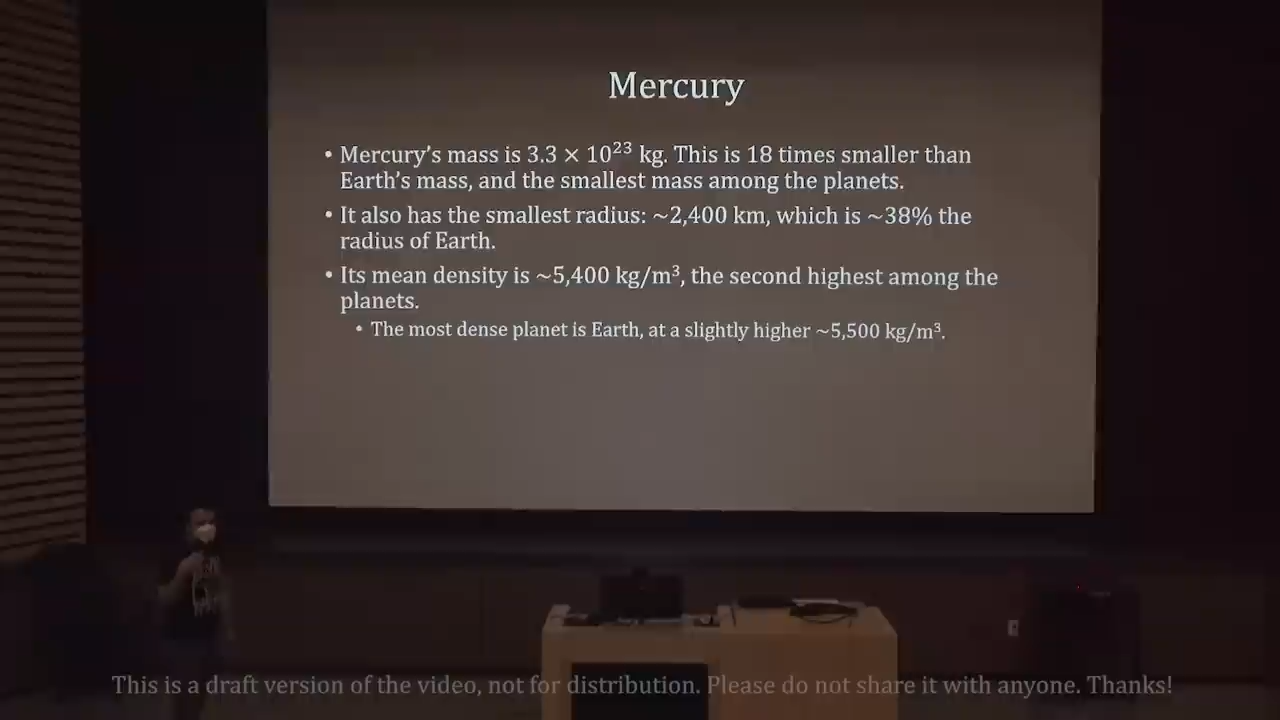 Mercury
• Mercury's mass is 3.3 × 10²³ kg. This is 18 times smaller than
Earth's mass, and the smallest mass among the planets.
• It also has the smallest radius: ~2,400 km, which is ~38% the
radius of Earth.
• Its mean density is ~5,400 kg/m³, the second highest among the
planets.
• The most dense planet is Earth, at a slightly higher ~5,500 kg/m³.
This is a draft version of the video, not for distribution. Please do not share it with anyone. Thanks!